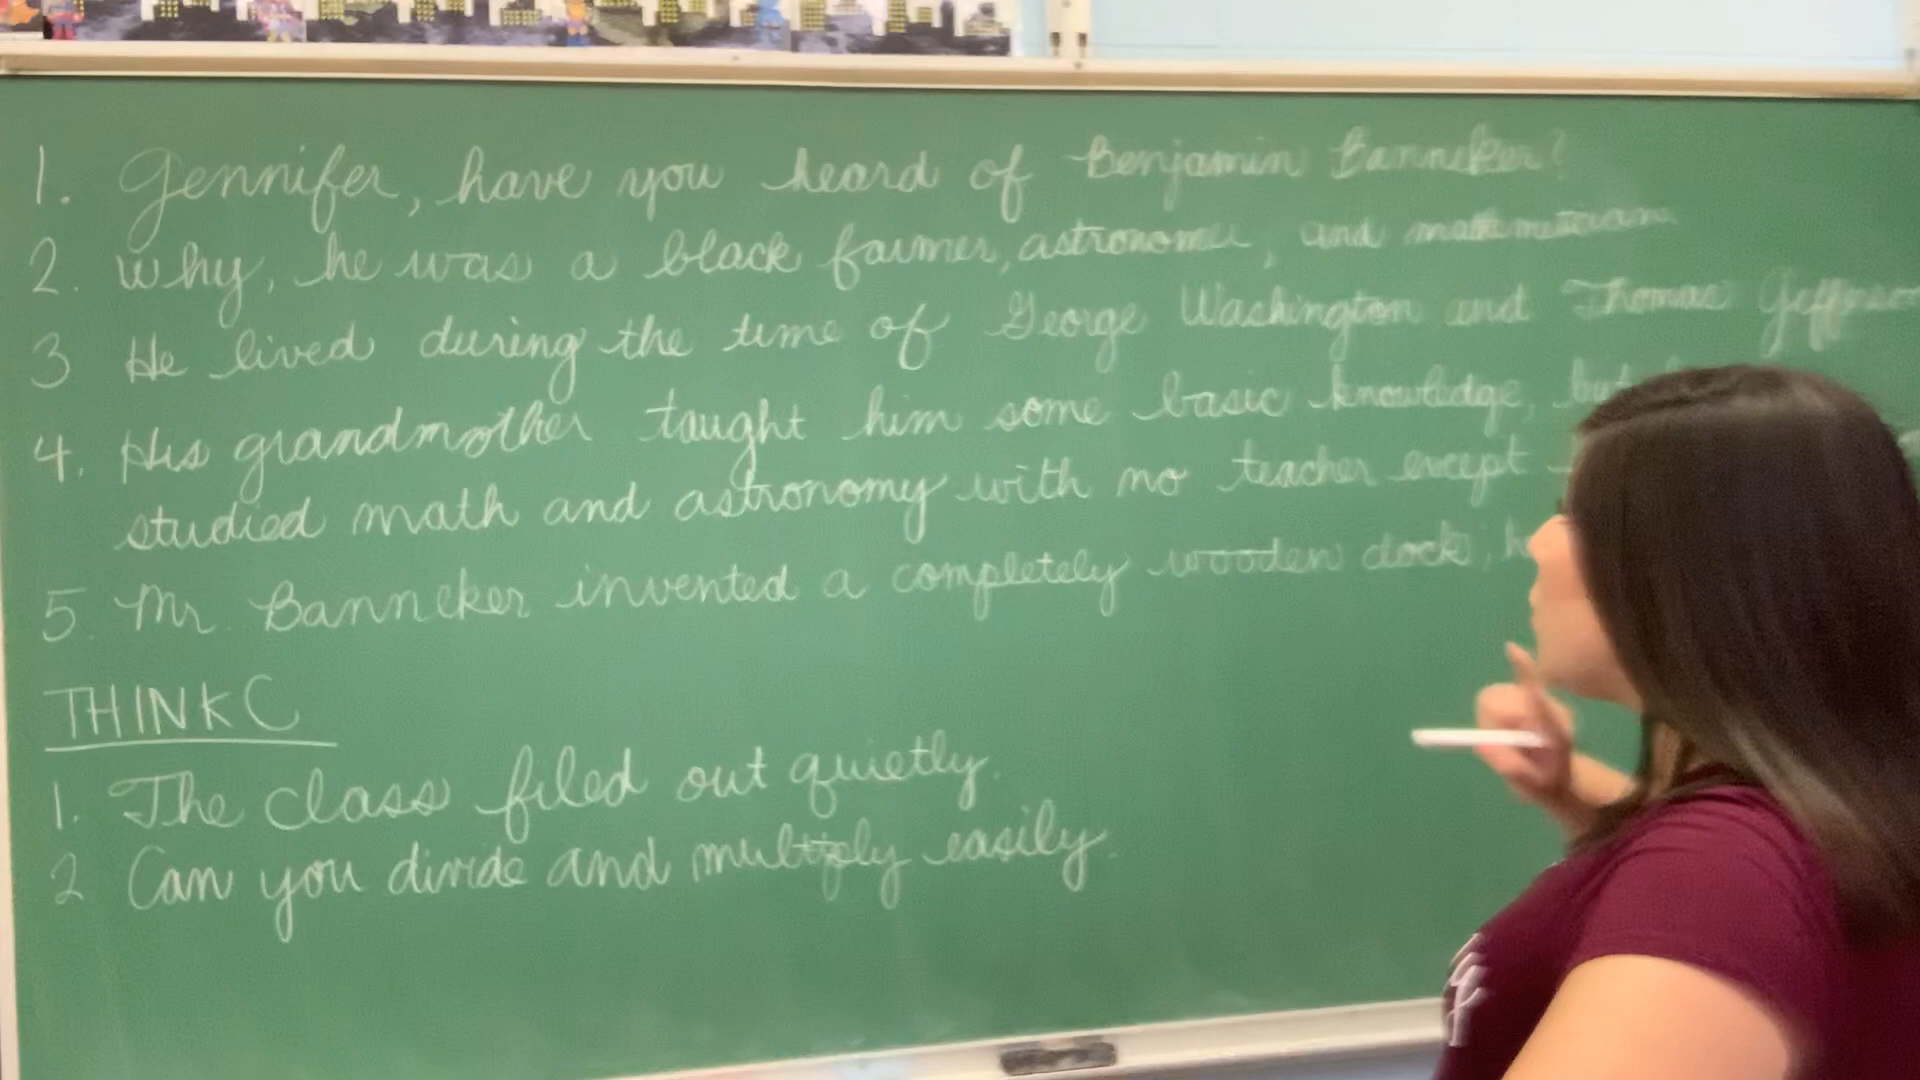 1. Jennifer, have you heard of Benjamin Banneker?
2. Why, he was a black farmer, astronomer, and mathematician
3 He lived during the time of George Washington and Thomas Jefferson
4. His grandmother taught him some basic knowledge, but
studied math and astronomy with no teacher except
5. Mr. Banneker invented a completely wooden clock,
THINK C
1. The class filed out quietly.
2 Can you divide and multiply easily